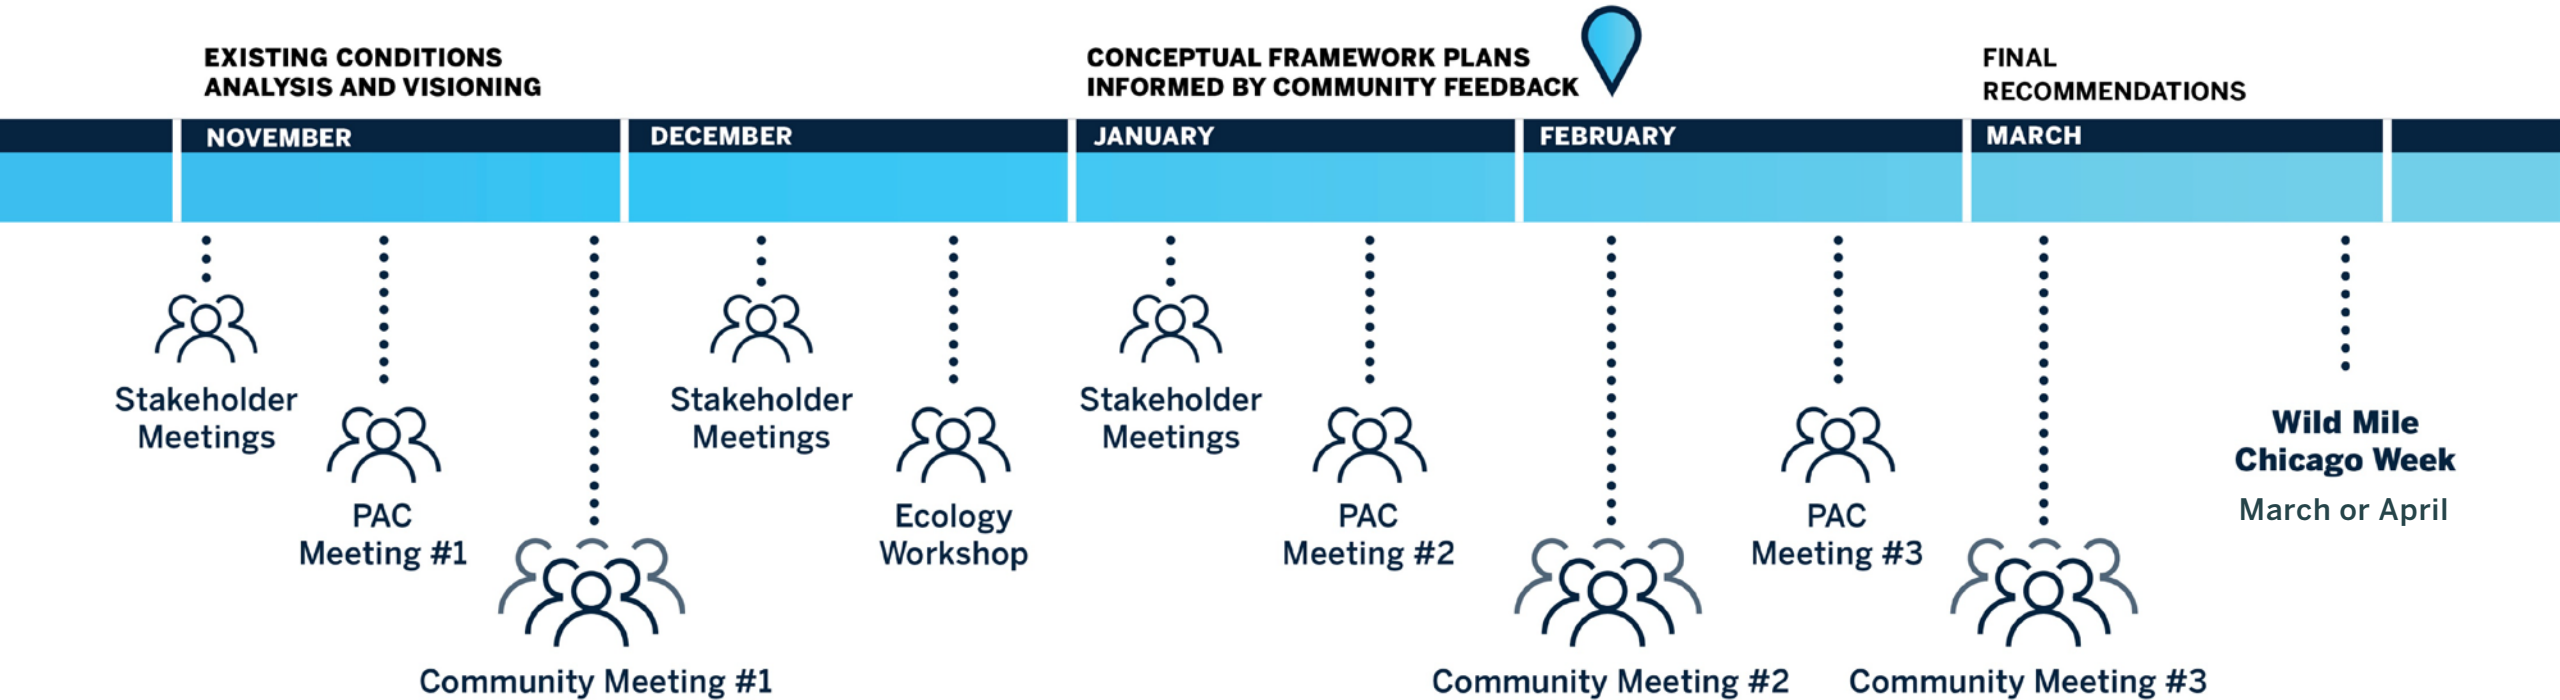 EXISTING CONDITIONS
ANALYSIS AND VISIONING
CONCEPTUAL FRAMEWORK PLANS
INFORMED BY COMMUNITY FEEDBACK
FINAL
RECOMMENDATIONS
NOVEMBER
DECEMBER
JANUARY
FEBRUARY
MARCH
Stakeholder
Meetings
PAC
Meeting #1
Community Meeting #1
Stakeholder
Meetings
Ecology
Workshop
Stakeholder
Meetings
PAC
Meeting #2
Community Meeting #2
PAC
Meeting #3
Community Meeting #3
Wild Mile
Chicago Week
March or April